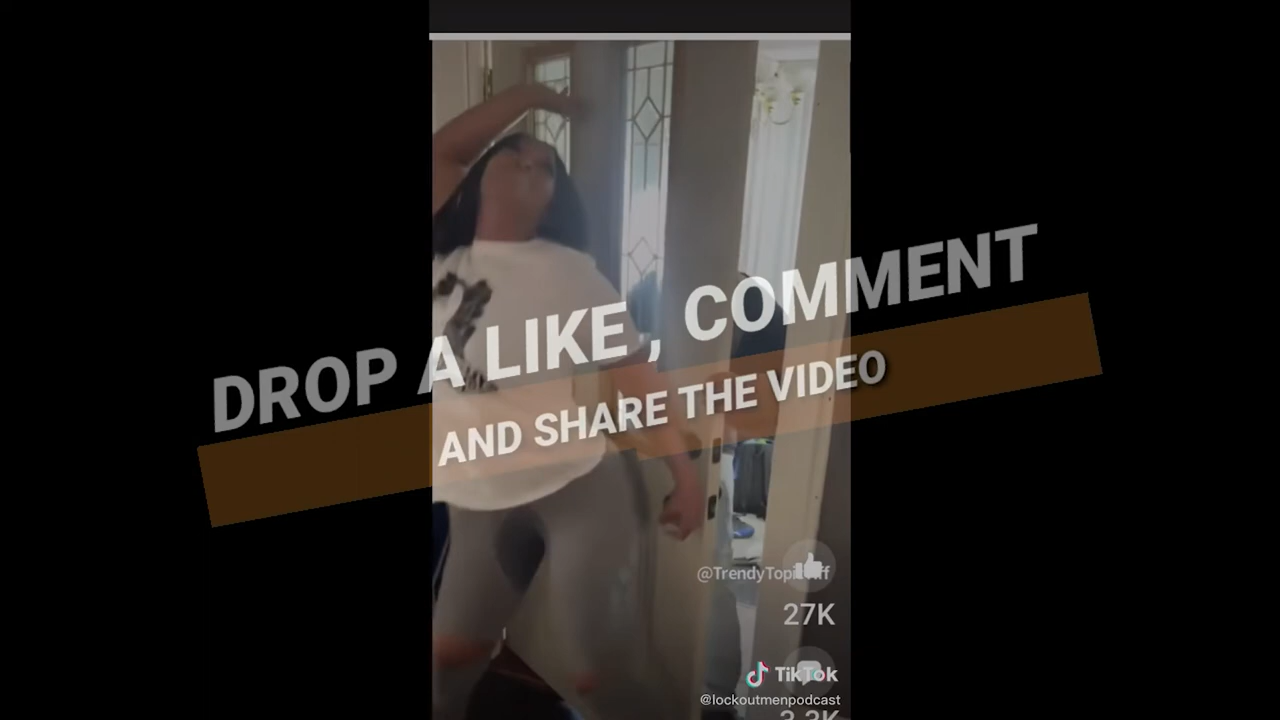 DROP A LIKE , COMMENT
AND SHARE THE VIDEO
27K
TikTok
@lockoutmenpodcast